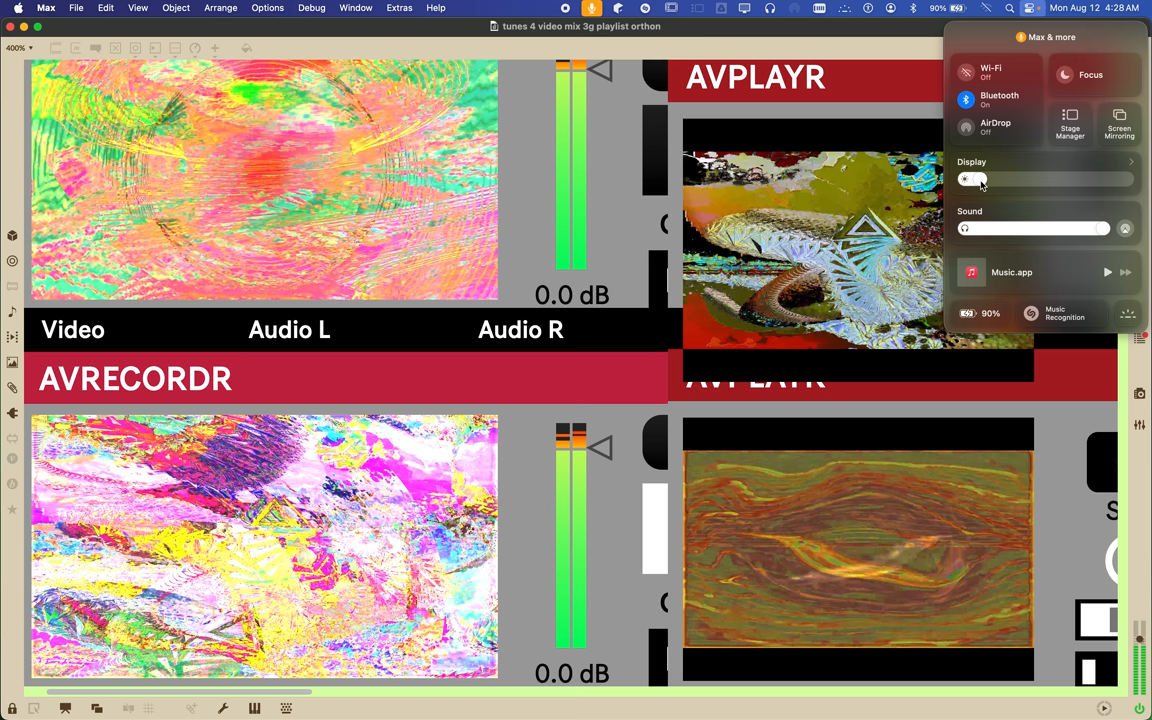 Max File Edit View Object Arrange Options Debug Window Extras Help 90% Mon Aug 12 4:28 AM
tunes 4 video mix 3g playlist orthon
400%
Max & more
Wi-Fi
Off
Focus
Bluetooth
On
AirDrop
Off
Stage
Manager
Screen
Mirroring
Display
Sound
Music.app
90%
Music
Recognition
AVPLAYR
0.0 dB
Video Audio L Audio R
AVRECORDR
AVPLAYR
0.0 dB